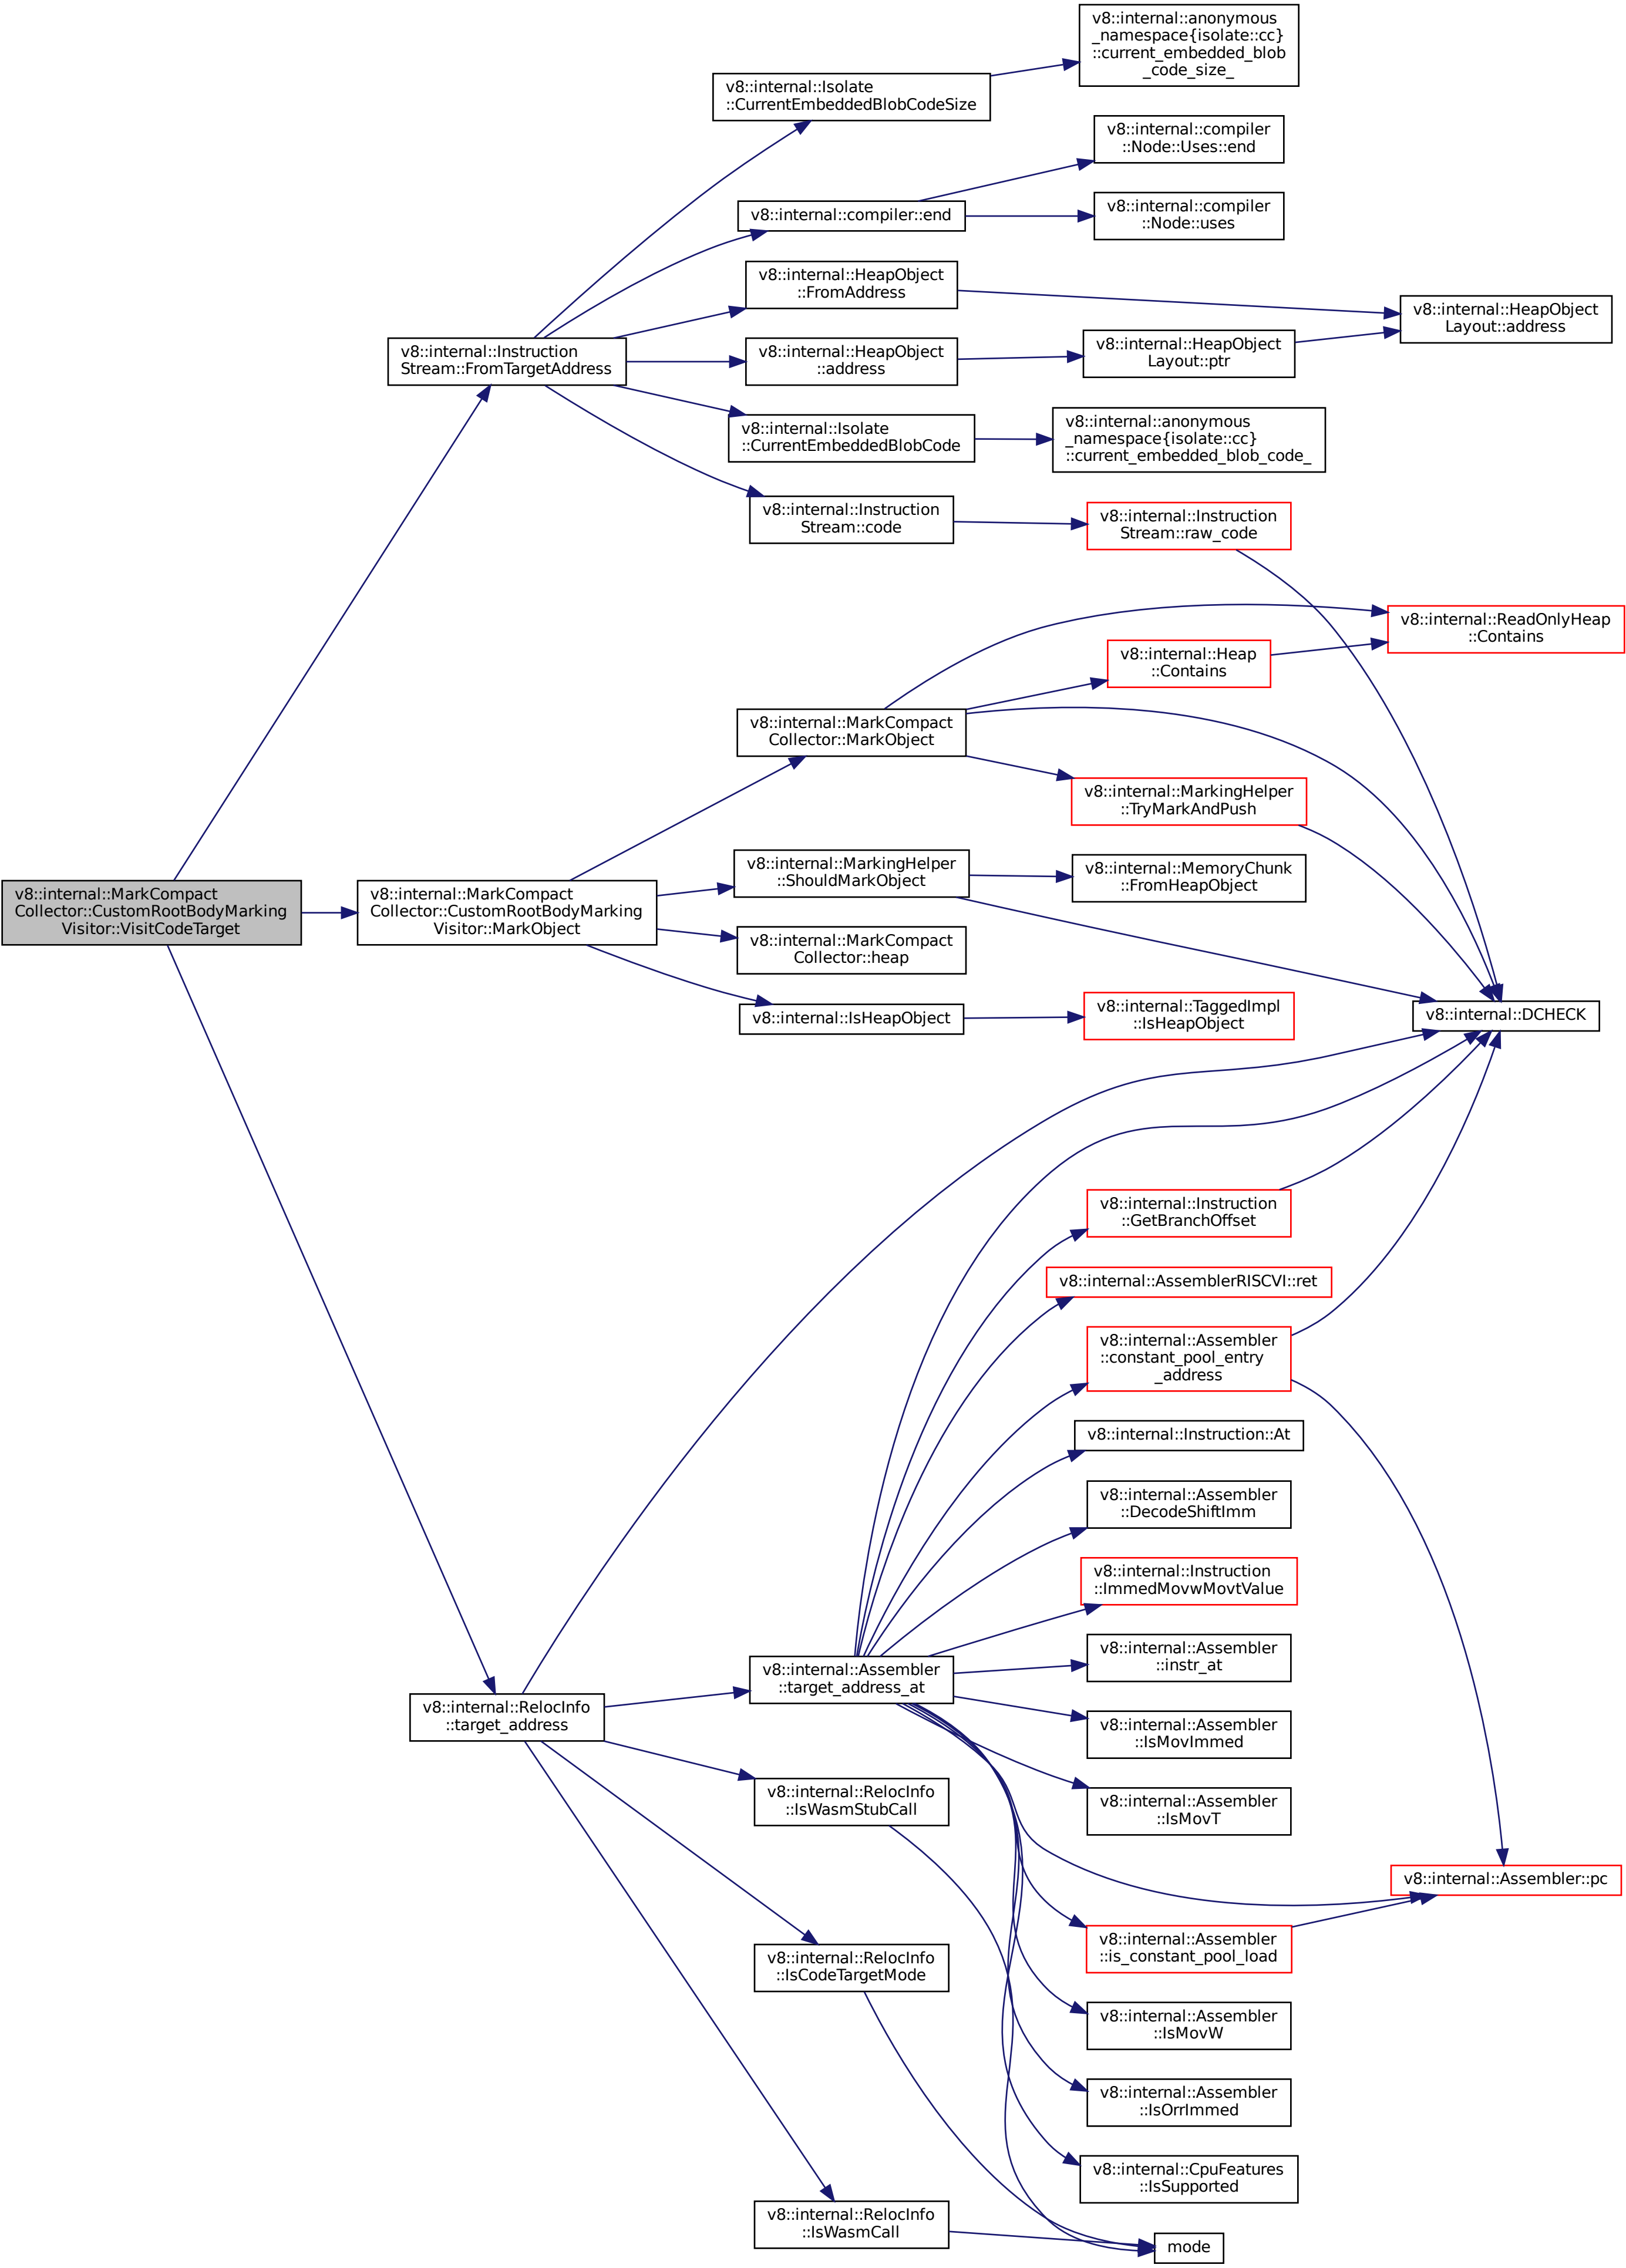 v8::internal::anonymous
_namespace{isolate::cc}
::current_embedded_blob
_code_size_
v8::internal::Isolate
::CurrentEmbeddedBlobCodeSize
v8::internal::compiler
::Node::Uses::end
v8::internal::compiler::end
v8::internal::compiler
::Node::uses
v8::internal::HeapObject
::FromAddress
v8::internal::HeapObject
Layout::address
v8::internal::Instruction
Stream::FromTargetAddress
v8::internal::HeapObject
::address
v8::internal::HeapObject
Layout::ptr
v8::internal::Isolate
::CurrentEmbeddedBlobCode
v8::internal::anonymous
_namespace{isolate::cc}
::current_embedded_blob_code_
v8::internal::Instruction
Stream::code
v8::internal::Instruction
Stream::raw_code
v8::internal::ReadOnlyHeap
::Contains
v8::internal::Heap
::Contains
v8::internal::MarkCompact
Collector::MarkObject
v8::internal::MarkingHelper
::TryMarkAndPush
v8::internal::MarkingHelper
::ShouldMarkObject
v8::internal::MemoryChunk
::FromHeapObject
v8::internal::MarkCompact
Collector::CustomRootBodyMarking
Visitor::VisitCodeTarget
v8::internal::MarkCompact
Collector::CustomRootBodyMarking
Visitor::MarkObject
v8::internal::MarkCompact
Collector::heap
v8::internal::IsHeapObject
v8::internal::TaggedImpl
::IsHeapObject
v8::internal::DCHECK
v8::internal::Instruction
::GetBranchOffset
v8::internal::AssemblerRISCVI::ret
v8::internal::Assembler
::constant_pool_entry
_address
v8::internal::Instruction::At
v8::internal::Assembler
::DecodeShiftImm
v8::internal::Instruction
::ImmedMovwMovtValue
v8::internal::Assembler
::instr_at
v8::internal::Assembler
::target_address_at
v8::internal::RelocInfo
::target_address
v8::internal::Assembler
::IsMovImmed
v8::internal::RelocInfo
::IsWasmStubCall
v8::internal::Assembler
::IsMovT
v8::internal::Assembler::pc
v8::internal::Assembler
::is_constant_pool_load
v8::internal::RelocInfo
::IsCodeTargetMode
v8::internal::Assembler
::IsMovW
v8::internal::Assembler
::IsOrrImmed
v8::internal::CpuFeatures
::IsSupported
v8::internal::RelocInfo
::IsWasmCall
mode